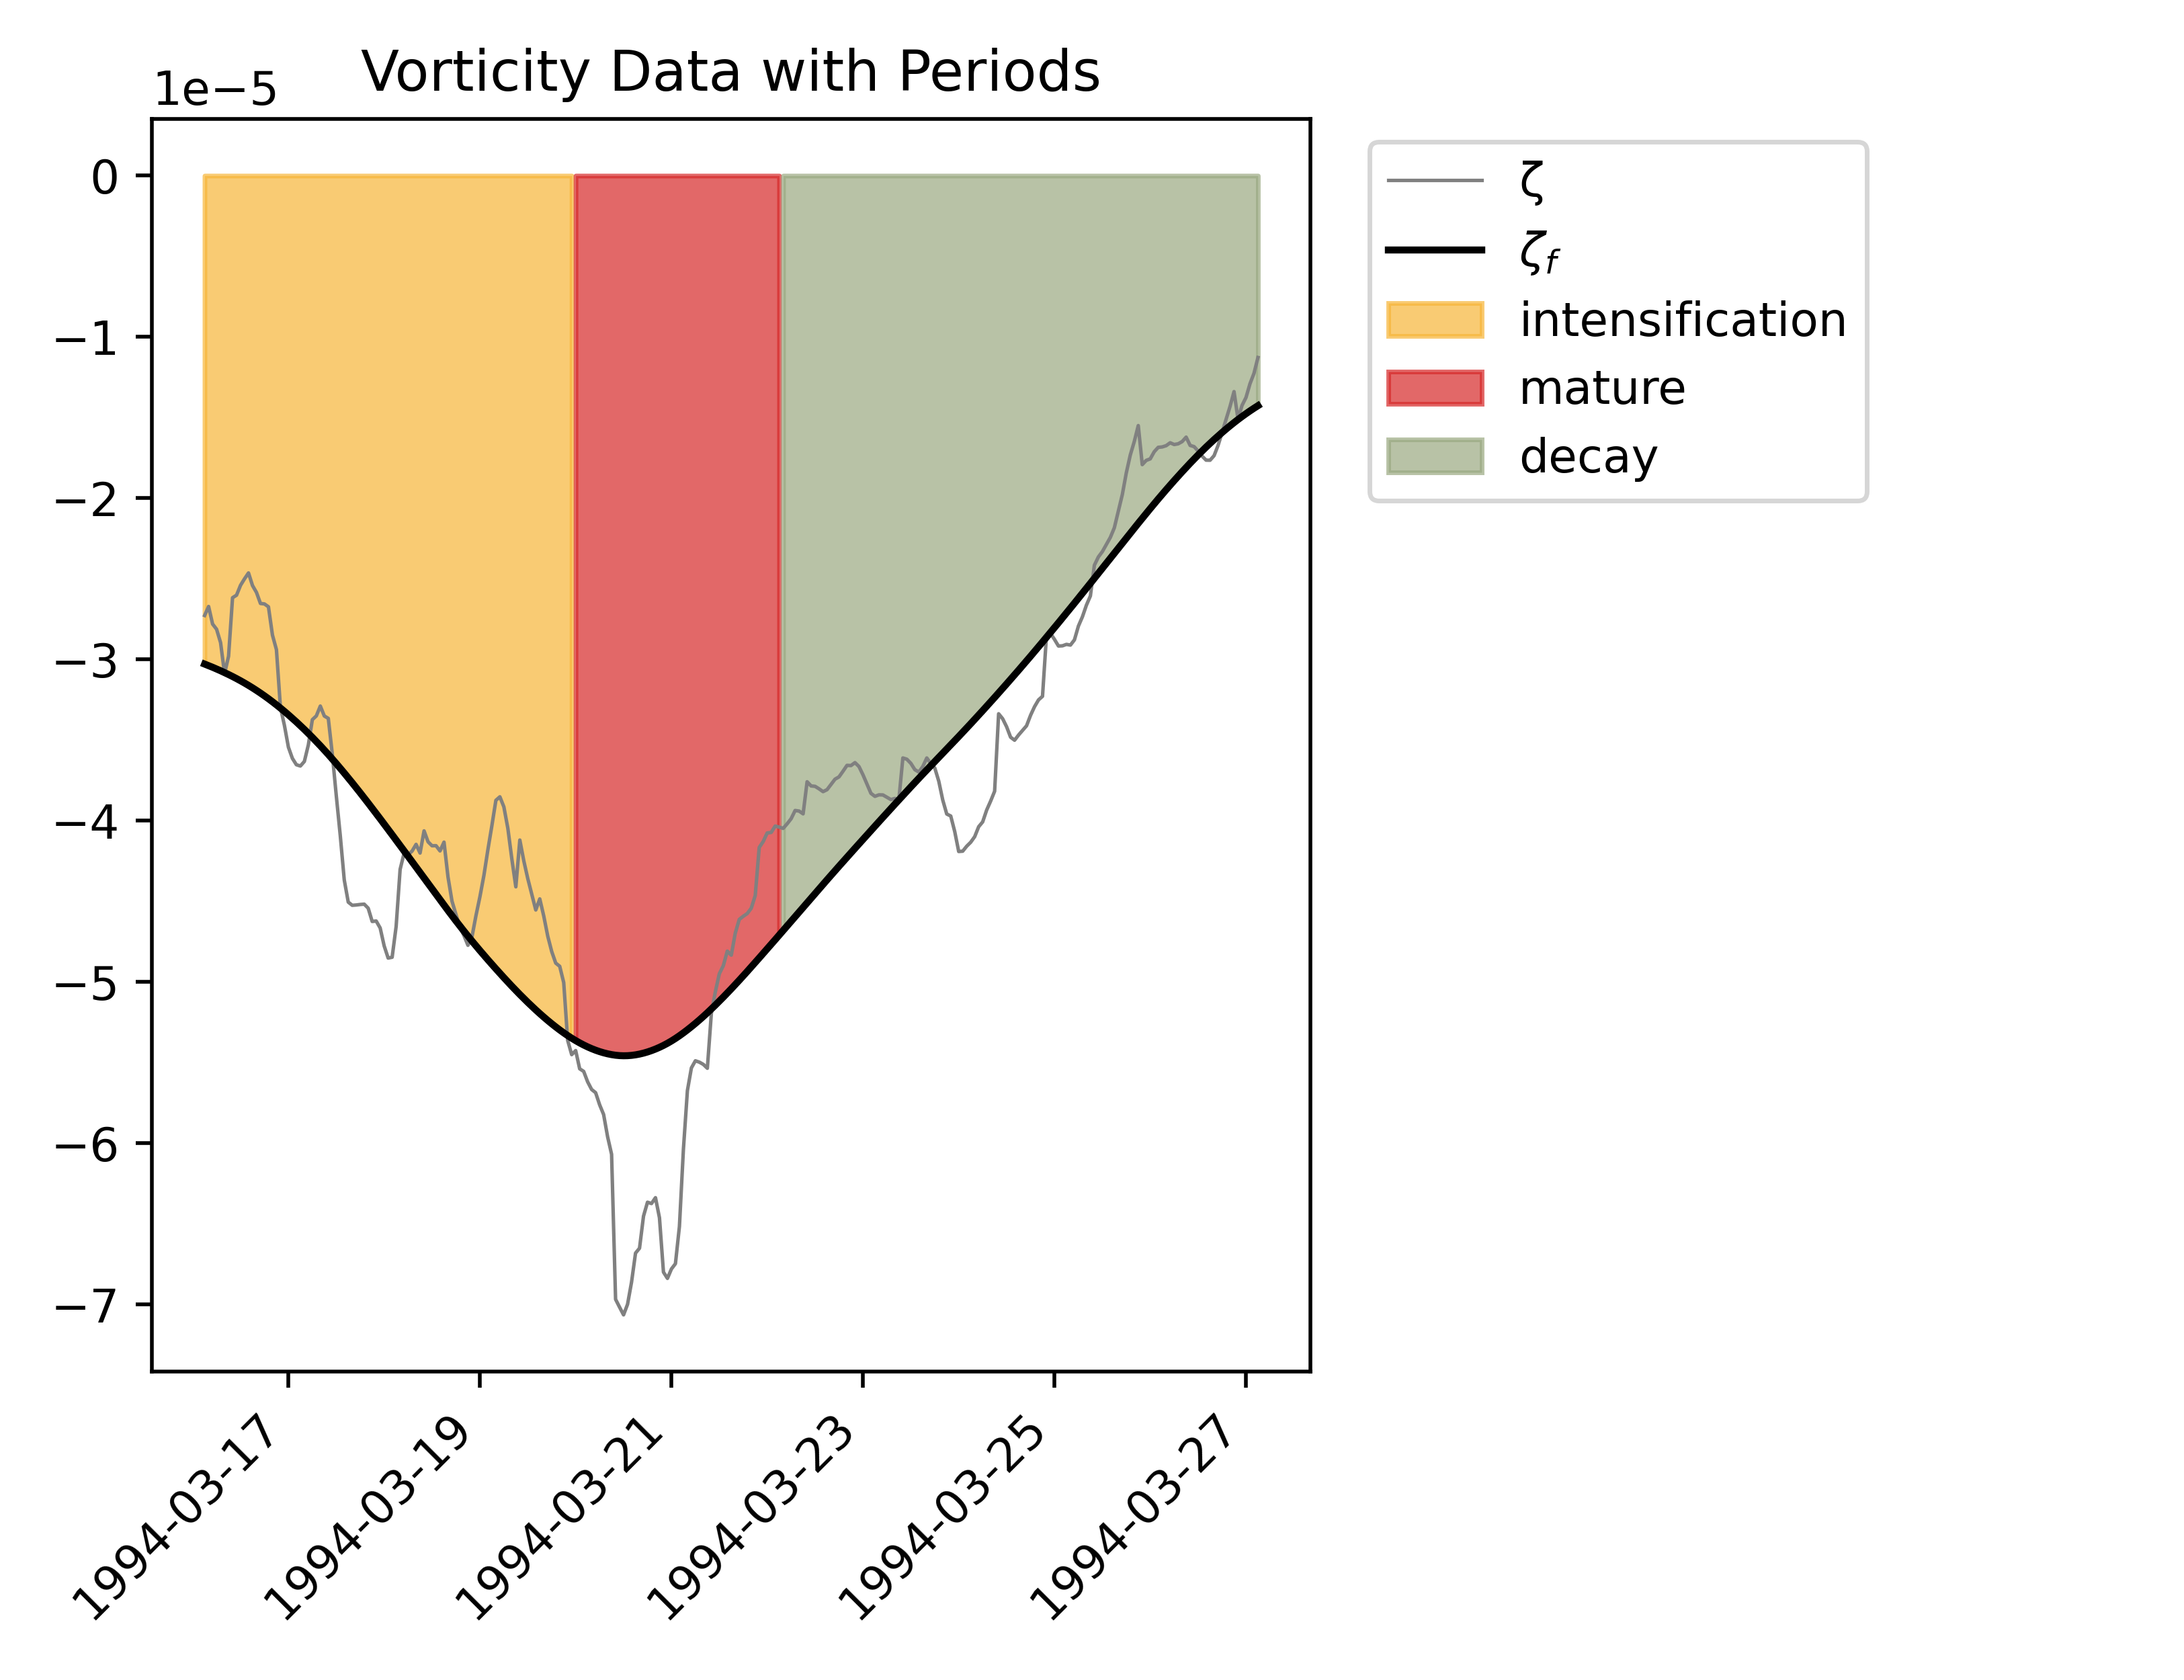 Vorticity Data with Periods
1e−5
0
−1
−2
−3
−4
−5
−6
−7
1994-03-17
1994-03-19
1994-03-21
1994-03-23
1994-03-25
1994-03-27
ζ
ζf
intensification
mature
decay